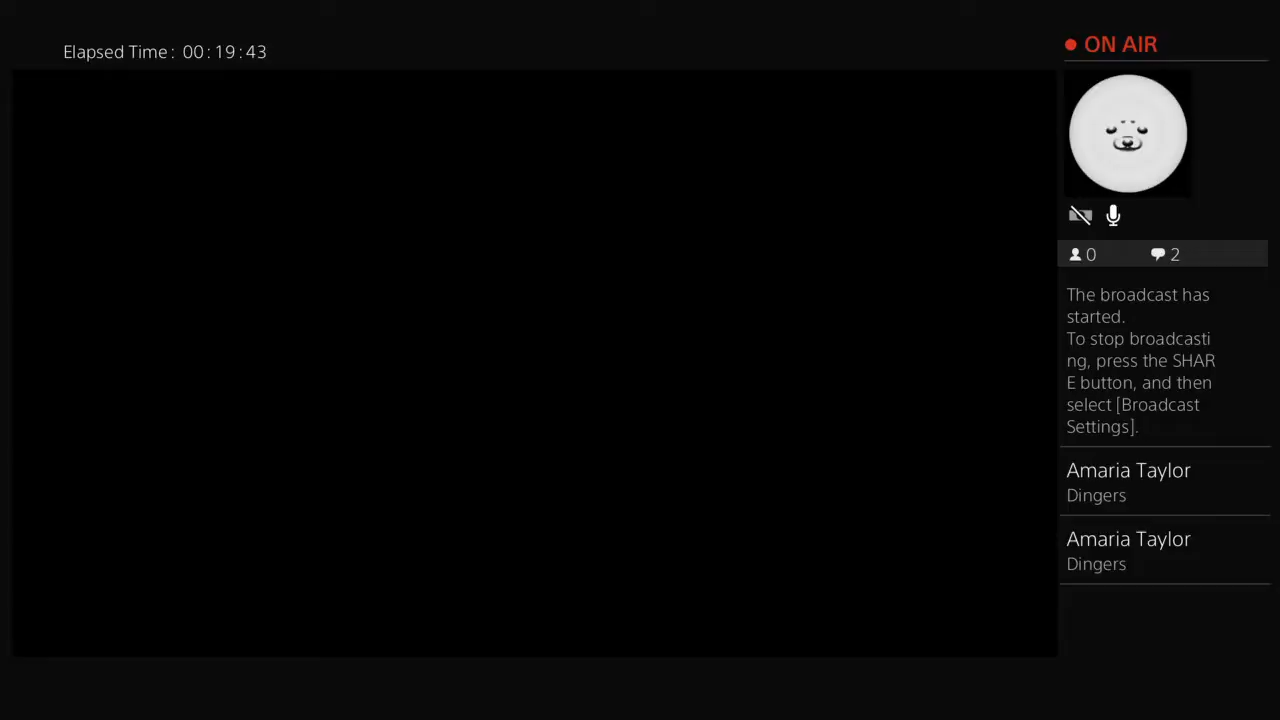 Elapsed Time: 00:19:43
ON AIR
0 2
The broadcast has
started.
To stop broadcasti
ng, press the SHAR
E button, and then
select [Broadcast
Settings].
Amaria Taylor
Dingers
Amaria Taylor
Dingers